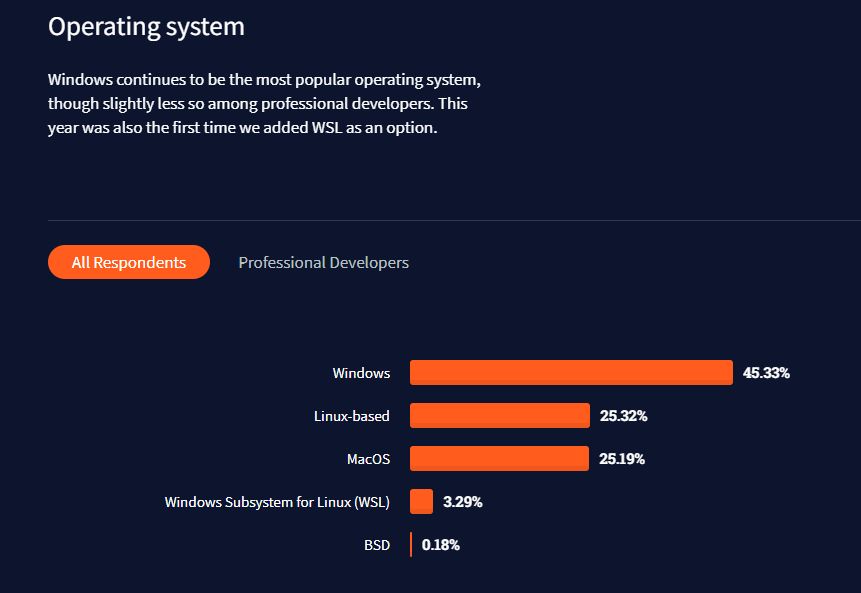 Operating system
Windows continues to be the most popular operating system,
though slightly less so among professional developers. This
year was also the first time we added WSL as an option.
All Respondents
Professional Developers
Windows 45.33%
Linux-based 25.32%
MacOS 25.19%
Windows Subsystem for Linux (WSL) 3.29%
BSD 0.18%